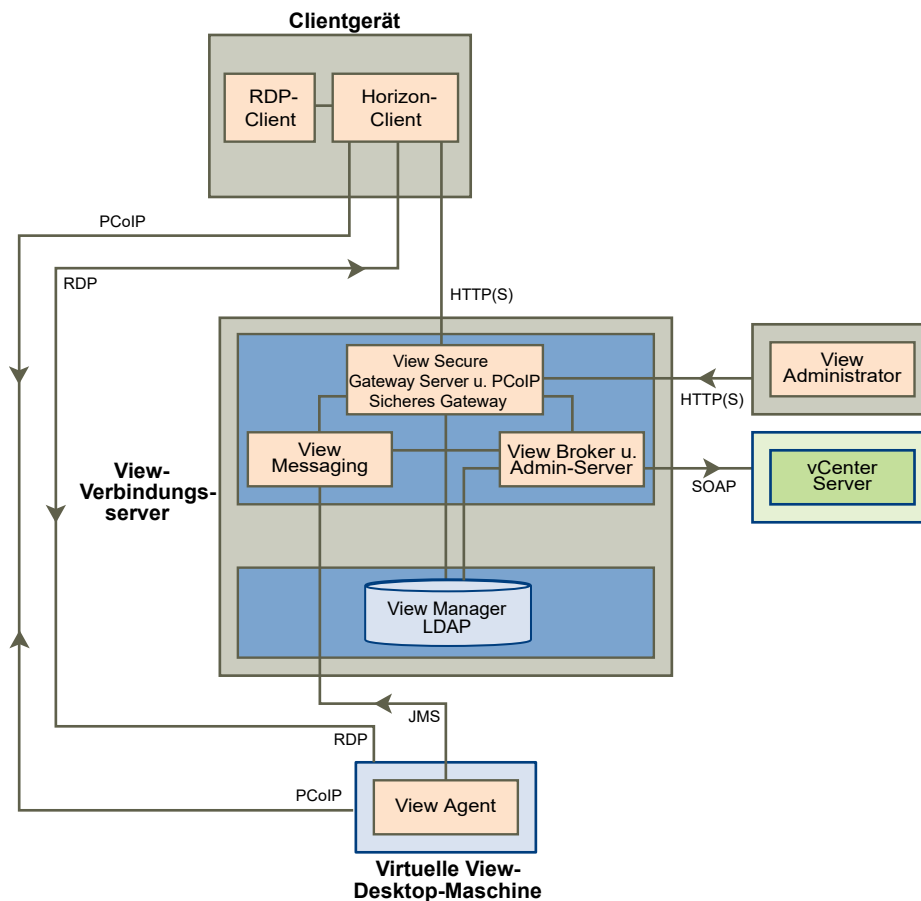 Clientgerät
RDP-
Client
Horizon-
Client
PCoIP
RDP
HTTP(S)
View Secure
Gateway Server u. PCoIP
Sicheres Gateway
View
Administrator
HTTP(S)
View
Messaging
View Broker u.
Admin-Server
SOAP
vCenter
Server
View-
Verbindungs-
server
View Manager
LDAP
JMS
RDP
PCoIP
View Agent
Virtuelle View-
Desktop-Maschine